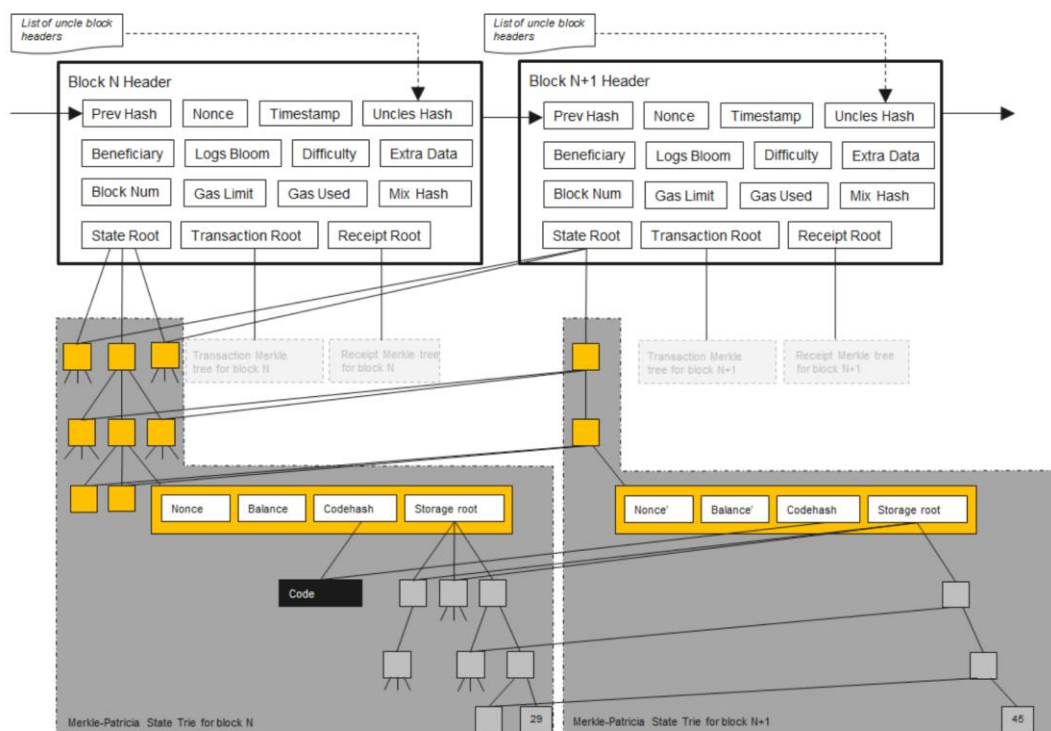 List of uncle block
headers
List of uncle block
headers
Block N Header
Prev Hash
Nonce
Timestamp
Uncles Hash
Beneficiary
Logs Bloom
Difficulty
Extra Data
Block Num
Gas Limit
Gas Used
Mix Hash
State Root
Transaction Root
Receipt Root
Block N+1 Header
Prev Hash
Nonce
Timestamp
Uncles Hash
Beneficiary
Logs Bloom
Difficulty
Extra Data
Block Num
Gas Limit
Gas Used
Mix Hash
State Root
Transaction Root
Receipt Root
Transaction Merkle
tree for block N
Receipt Merkle tree
for block N
Transaction Merkle
tree for block N+1
Receipt Merkle tree
for block N+1
Nonce
Balance
Codehash
Storage root
Nonce'
Balance'
Codehash
Storage root
Code
29
45
Merkle-Patricia State Trie for block N
Merkle-Patricia State Trie for block N+1